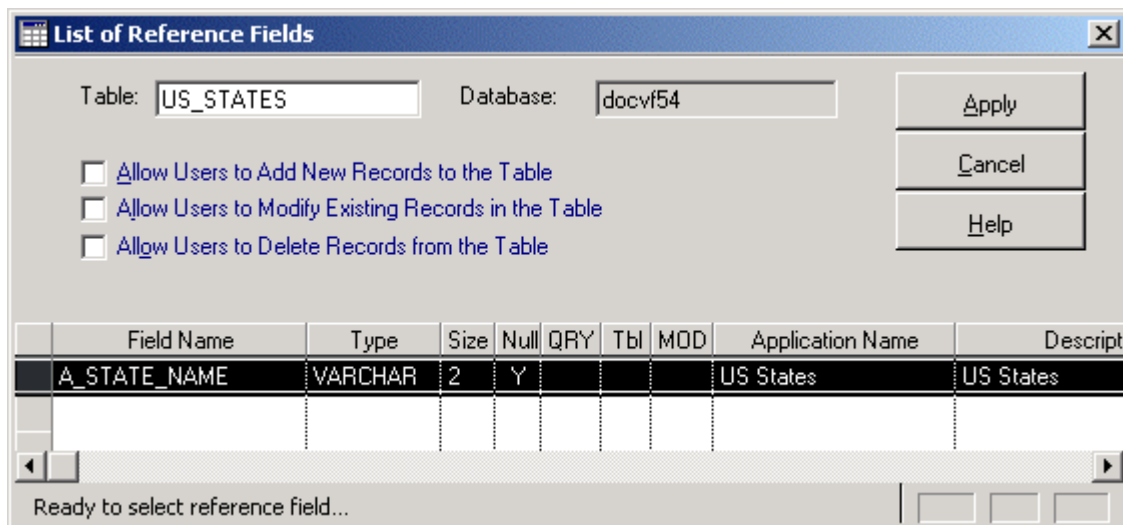 List of Reference Fields
Table: US_STATES Database: docvf54 Apply
Allow Users to Add New Records to the Table Cancel
Allow Users to Modify Existing Records in the Table Help
Allow Users to Delete Records from the Table
Field Name Type Size Null QRY Tbl MOD Application Name Descript
A_STATE_NAME VARCHAR 2 Y US States US States
Ready to select reference field...